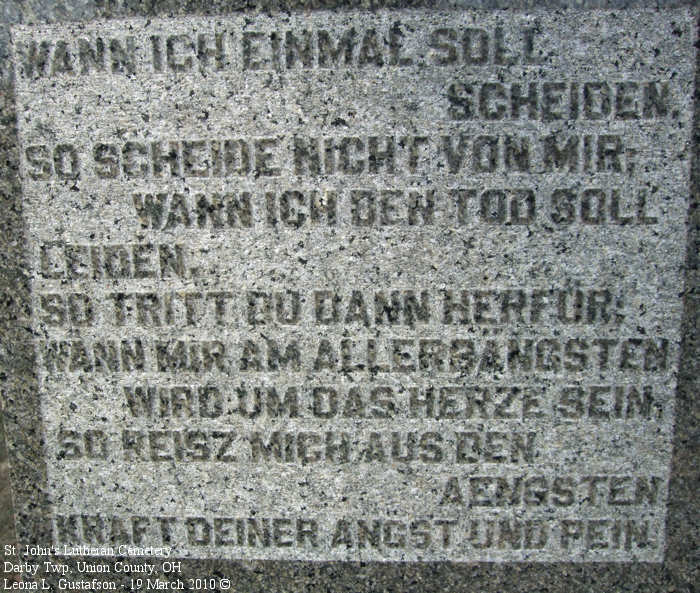 WANN ICH EINMAL SOLL
SCHEIDEN
SO SCHEIDE NICHT VON MIR;
WANN ICH DEN TOD SOLL
LEIDEN,
SO TRITT DU DANN HERFÜR;
WANN MIR AM ALLERBANGSTEN
WIRD UM DAS HERZE SEIN,
SO REISZ MICH AUS DEN
AENGSTEN
KRAFT DEINER ANGST UND PEIN.
St. John's Lutheran Cemetery
Darby Twp, Union County, OH
Leona L. Gustafson - 19 March 2010 ©